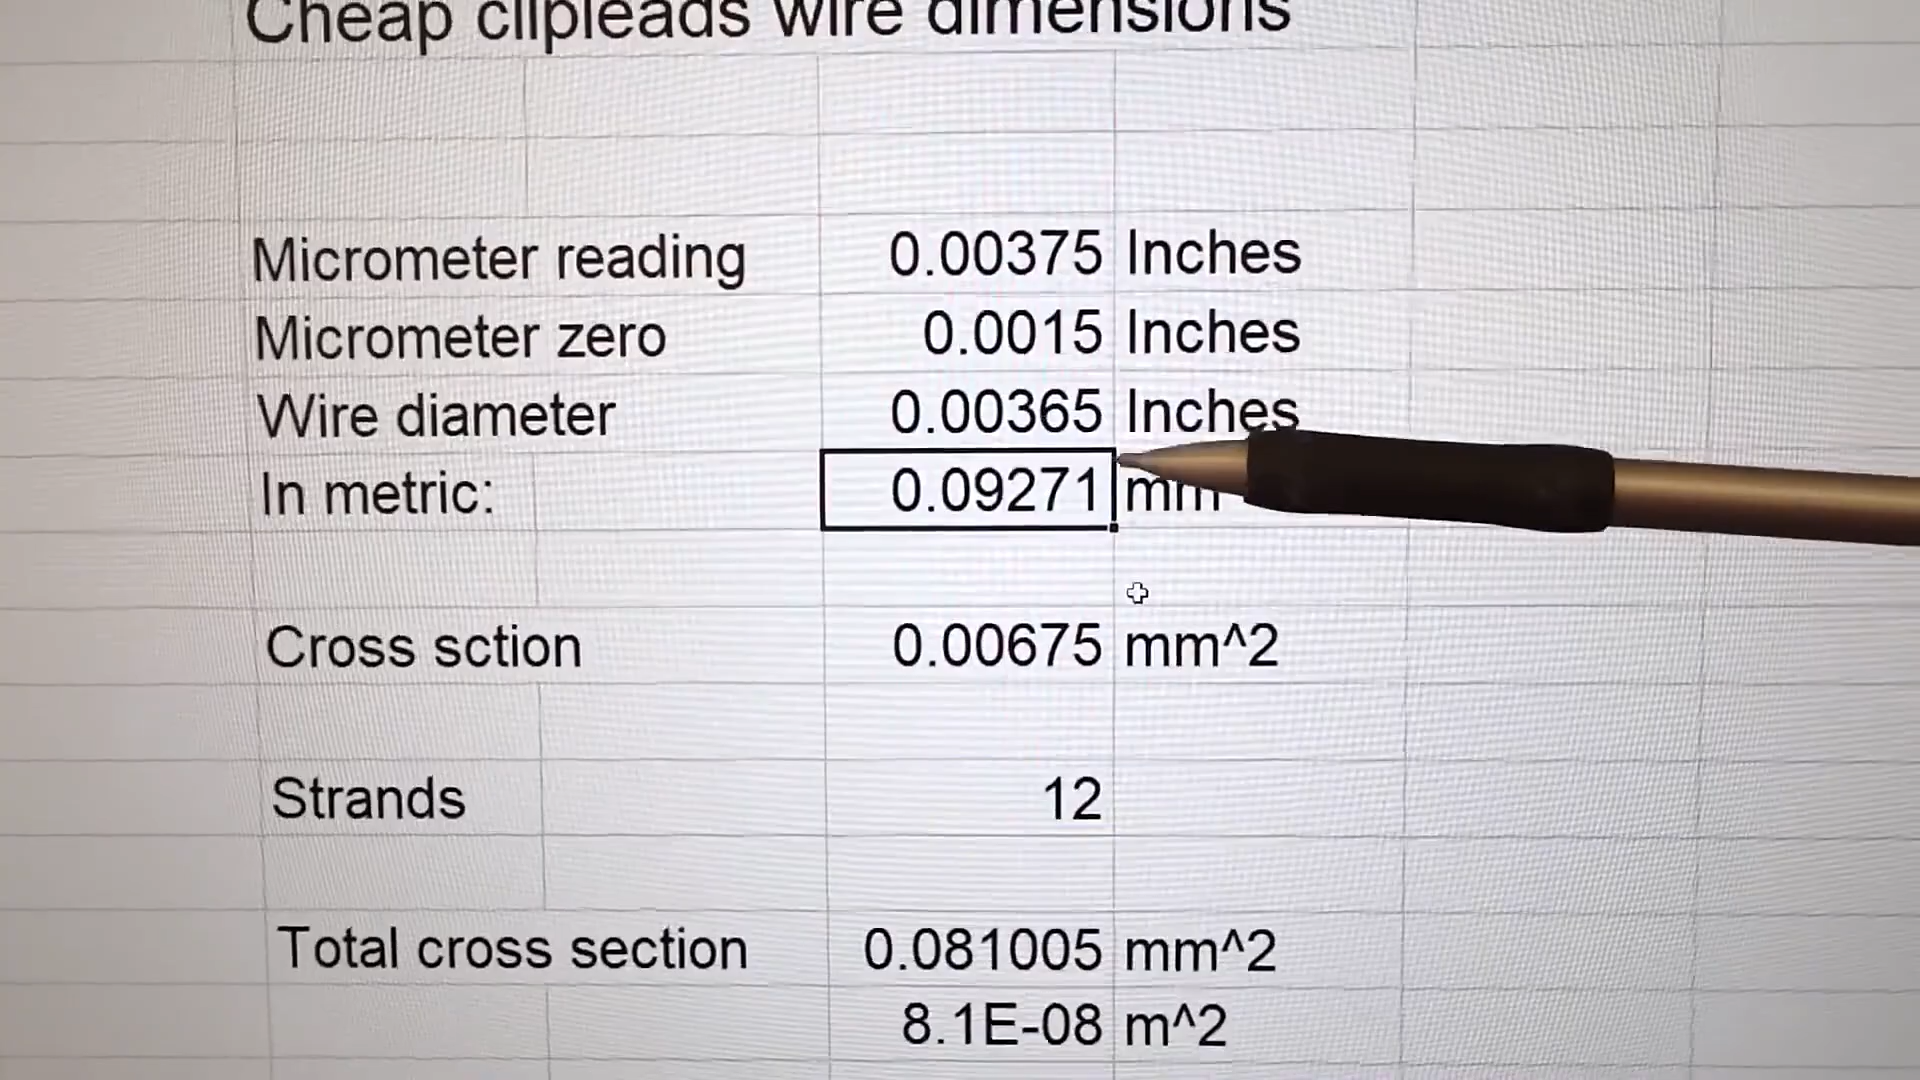 Cheap clipleads wire dimensions
Micrometer reading 0.00375 Inches
Micrometer zero 0.0015 Inches
Wire diameter 0.00365 Inches
In metric: 0.09271 mm
Cross sction 0.00675 mm^2
Strands 12
Total cross section 0.081005 mm^2
8.1E-08 m^2